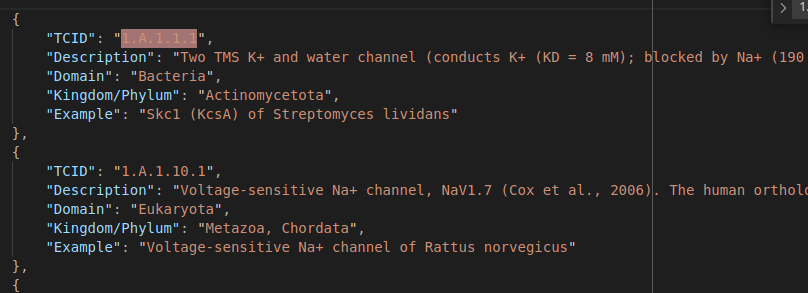 > 1.
{
"TCID": "1.A.1.1.1",
"Description": "Two TMS K+ and water channel (conducts K+ (KD = 8 mM); blocked by Na+ (190
"Domain": "Bacteria",
"Kingdom/Phylum": "Actinomycetota",
"Example": "Skc1 (KcsA) of Streptomyces lividans"
},
{
"TCID": "1.A.1.10.1",
"Description": "Voltage-sensitive Na+ channel, NaV1.7 (Cox et al., 2006). The human orthol
"Domain": "Eukaryota",
"Kingdom/Phylum": "Metazoa, Chordata",
"Example": "Voltage-sensitive Na+ channel of Rattus norvegicus"
},
{